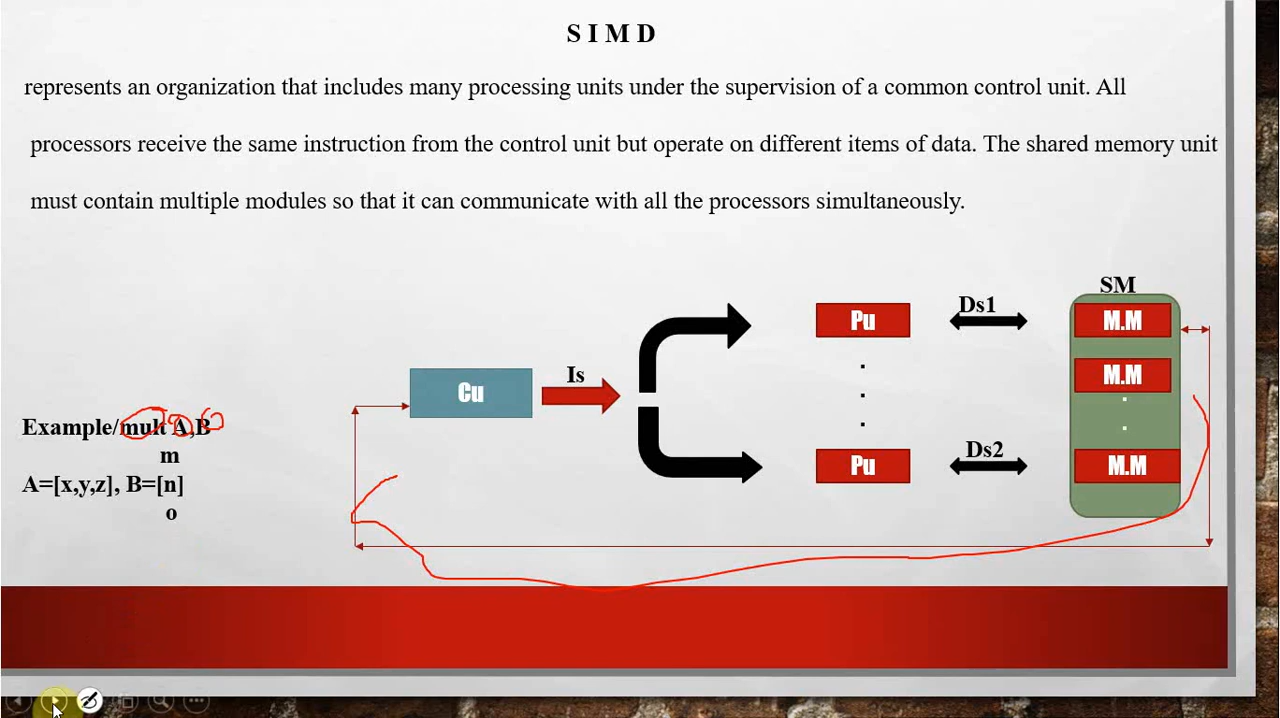 S I M D
represents an organization that includes many processing units under the supervision of a common control unit. All
processors receive the same instruction from the control unit but operate on different items of data. The shared memory unit
must contain multiple modules so that it can communicate with all the processors simultaneously.
SM
Pu
Ds1
M.M
Is
M.M
Cu
Example/mult A,B
m
Pu
Ds2
M.M
A=[x,y,z], B=[n]
o